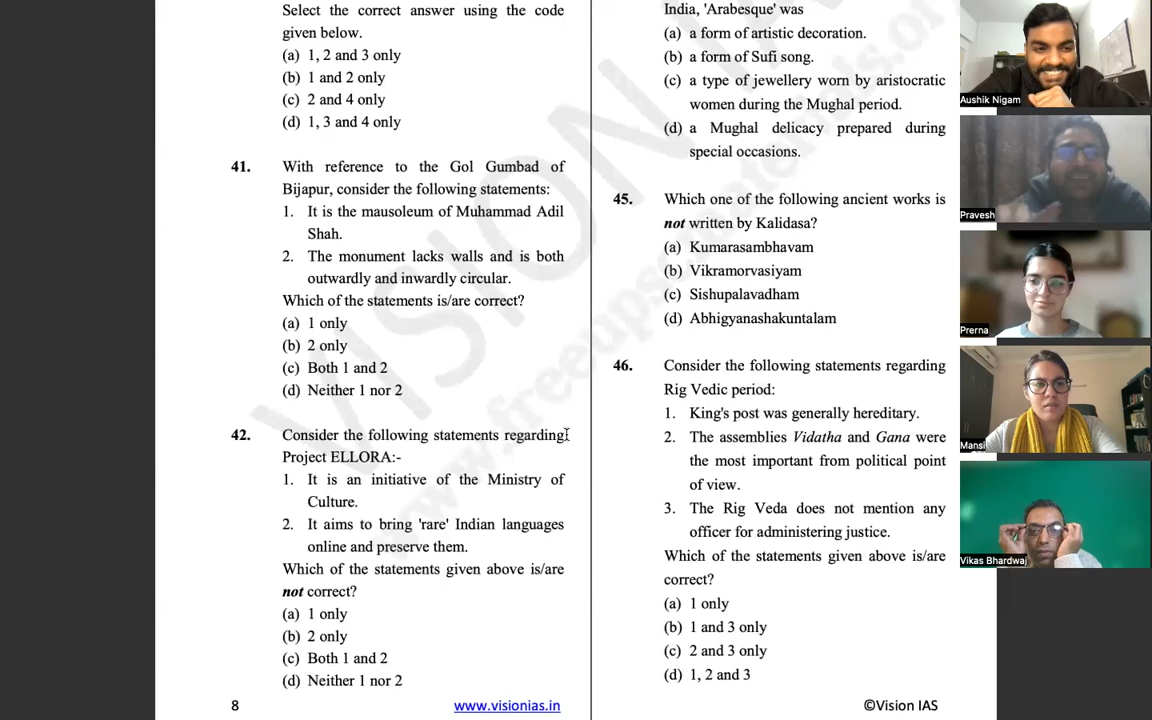 Select the correct answer using the code
given below.
(a) 1, 2 and 3 only
(b) 1 and 2 only
(c) 2 and 4 only
(d) 1, 3 and 4 only
41. With reference to the Gol Gumbad of
Bijapur, consider the following statements:
1. It is the mausoleum of Muhammad Adil
Shah.
2. The monument lacks walls and is both
outwardly and inwardly circular.
Which of the statements is/are correct?
(a) 1 only
(b) 2 only
(c) Both 1 and 2
(d) Neither 1 nor 2
42. Consider the following statements regarding
Project ELLORA:-
1. It is an initiative of the Ministry of
Culture.
2. It aims to bring 'rare' Indian languages
online and preserve them.
Which of the statements given above is/are
not correct?
(a) 1 only
(b) 2 only
(c) Both 1 and 2
(d) Neither 1 nor 2
India, 'Arabesque' was
(a) a form of artistic decoration.
(b) a form of Sufi song.
(c) a type of jewellery worn by aristocratic
women during the Mughal period.
(d) a Mughal delicacy prepared during
special occasions.
45. Which one of the following ancient works is
not written by Kalidasa?
(a) Kumarasambhavam
(b) Vikramorvasiyam
(c) Sishupalavadham
(d) Abhigyanashakuntalam
46. Consider the following statements regarding
Rig Vedic period:
1. King's post was generally hereditary.
2. The assemblies Vidatha and Gana were
the most important from political point
of view.
3. The Rig Veda does not mention any
officer for administering justice.
Which of the statements given above is/are
correct?
(a) 1 only
(b) 1 and 3 only
(c) 2 and 3 only
(d) 1, 2 and 3
8 www.visionias.in ©Vision IAS
VISION
Aushik Nigam
Pravesh
Prerna
Mansi
Vikas Bhardwaj